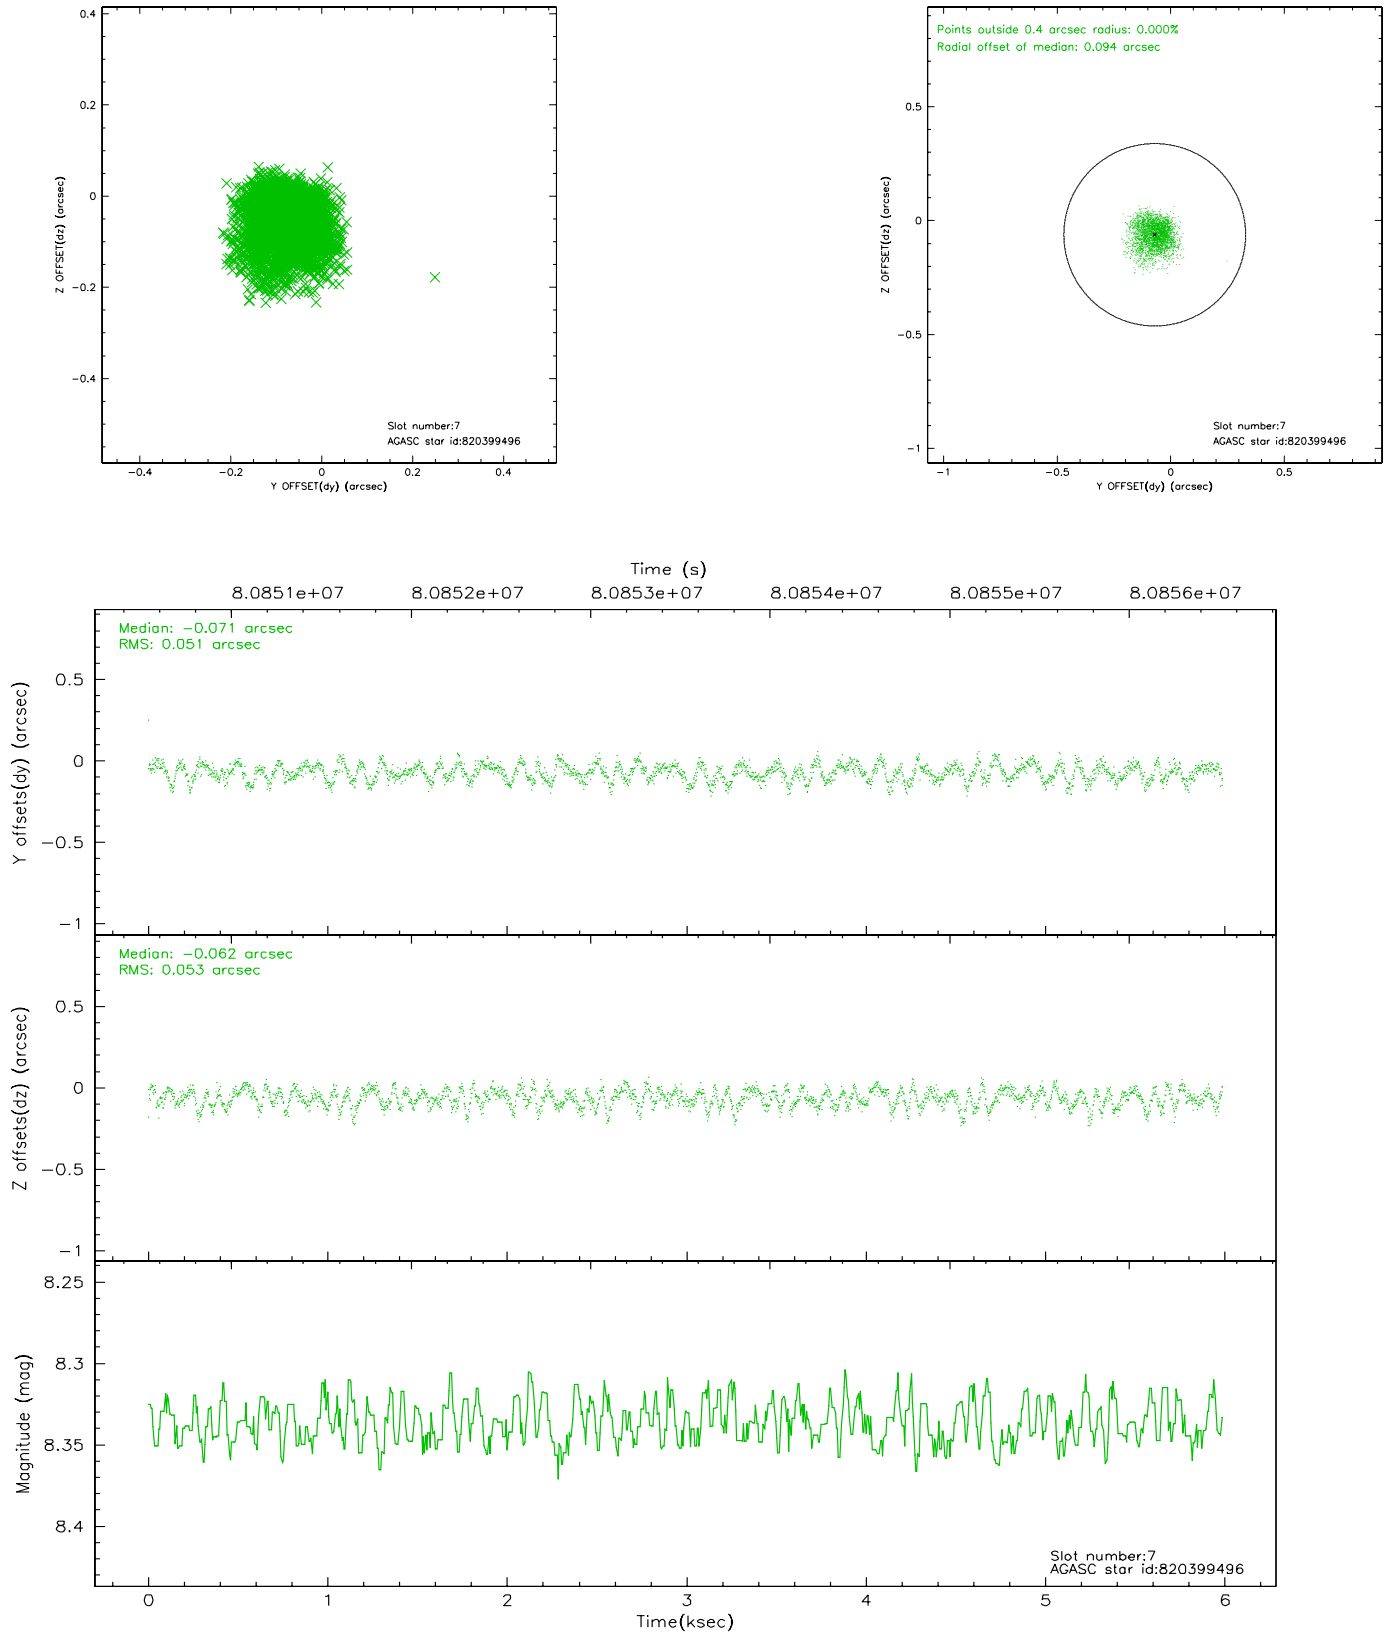 0.4
0.2
0
−0.2
−0.4
Z OFFSET(dz) (arcsec)
Slot number:7
AGASC star id:820399496
−0.4 −0.2 0 0.2 0.4
Y OFFSET(dy) (arcsec)
Points outside 0.4 arcsec radius: 0.000%
Radial offset of median: 0.094 arcsec
0.5
0
−0.5
−1
Z OFFSET(dz) (arcsec)
Slot number:7
AGASC star id:820399496
−1 −0.5 0 0.5
Y OFFSET(dy) (arcsec)
Time (s)
8.0851e+07 8.0852e+07 8.0853e+07 8.0854e+07 8.0855e+07 8.0856e+07
Median: −0.071 arcsec
RMS: 0.051 arcsec
0.5
0
−0.5
−1
Y offsets(dy) (arcsec)
Median: −0.062 arcsec
RMS: 0.053 arcsec
0.5
0
−0.5
−1
Z offsets(dz) (arcsec)
8.25
8.3
8.35
8.4
Magnitude (mag)
Slot number:7
AGASC star id:820399496
0 1 2 3 4 5 6
Time(ksec)